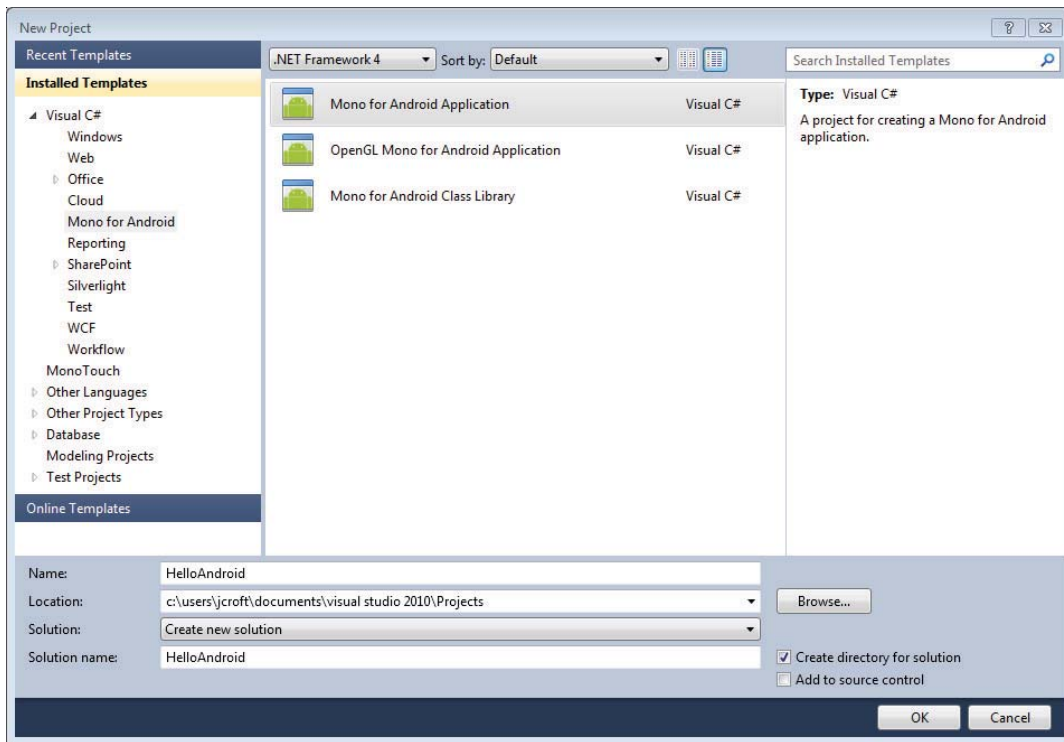 New Project
Recent Templates
.NET Framework 4 Sort by: Default
Search Installed Templates
Installed Templates
Visual C#
Windows
Web
Office
Cloud
Mono for Android
Reporting
SharePoint
Silverlight
Test
WCF
Workflow
MonoTouch
Other Languages
Other Project Types
Database
Modeling Projects
Test Projects
Online Templates
Mono for Android Application Visual C#
OpenGL Mono for Android Application Visual C#
Mono for Android Class Library Visual C#
Type: Visual C#
A project for creating a Mono for Android
application.
Name: HelloAndroid
Location: c:\users\jcroft\documents\visual studio 2010\Projects Browse...
Solution: Create new solution
Solution name: HelloAndroid
Create directory for solution
Add to source control
OK Cancel